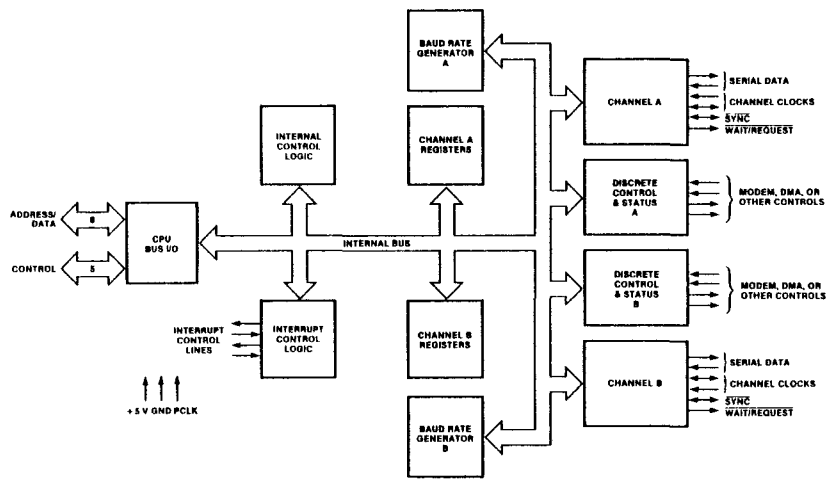 BAUD RATE
GENERATOR
A
CHANNEL A
SERIAL DATA
CHANNEL CLOCKS
SYNC
WAIT/REQUEST
INTERNAL
CONTROL
LOGIC
CHANNEL A
REGISTERS
DISCRETE
CONTROL
& STATUS
A
MODEM, DMA, OR
OTHER CONTROLS
ADDRESS/
DATA
8
CPU
BUS I/O
INTERNAL BUS
CONTROL
5
DISCRETE
CONTROL
& STATUS
B
MODEM, DMA, OR
OTHER CONTROLS
INTERRUPT
CONTROL
LINES
INTERRUPT
CONTROL
LOGIC
CHANNEL B
REGISTERS
CHANNEL B
SERIAL DATA
CHANNEL CLOCKS
SYNC
WAIT/REQUEST
+5 V GND PCLK
BAUD RATE
GENERATOR
B